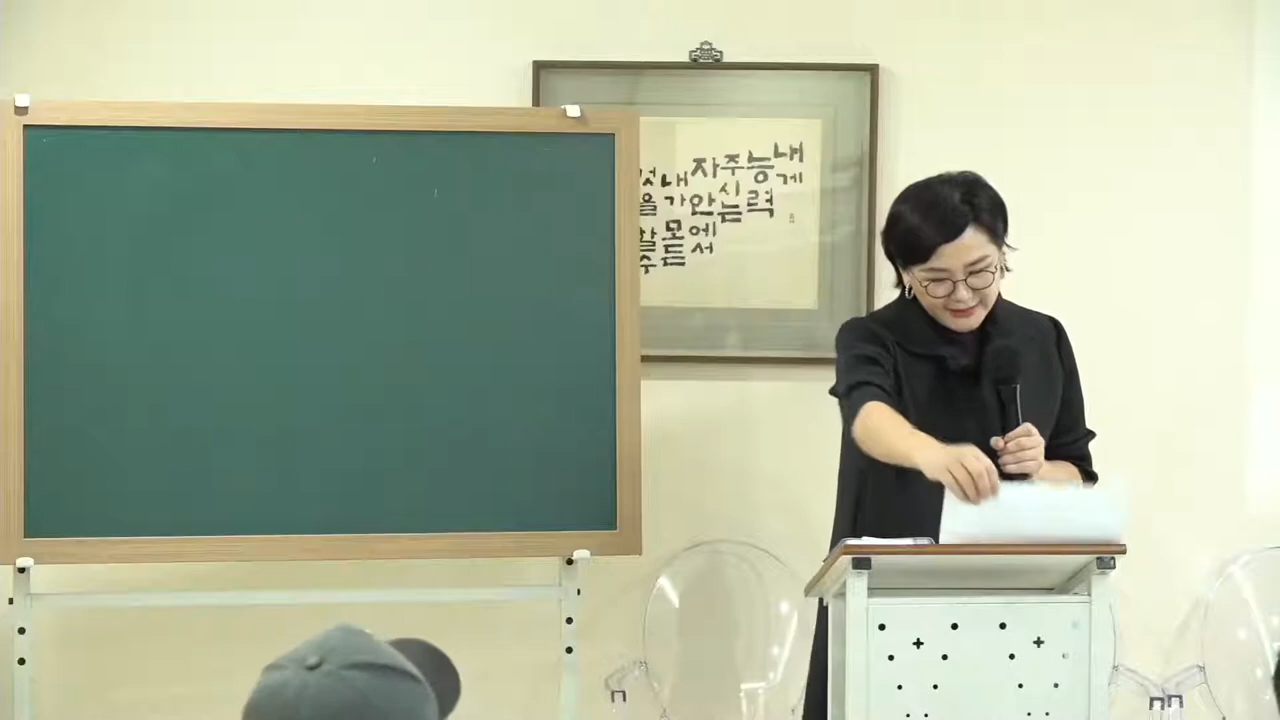 내게
능력
주시는
자안에서
내가모든
것을할수